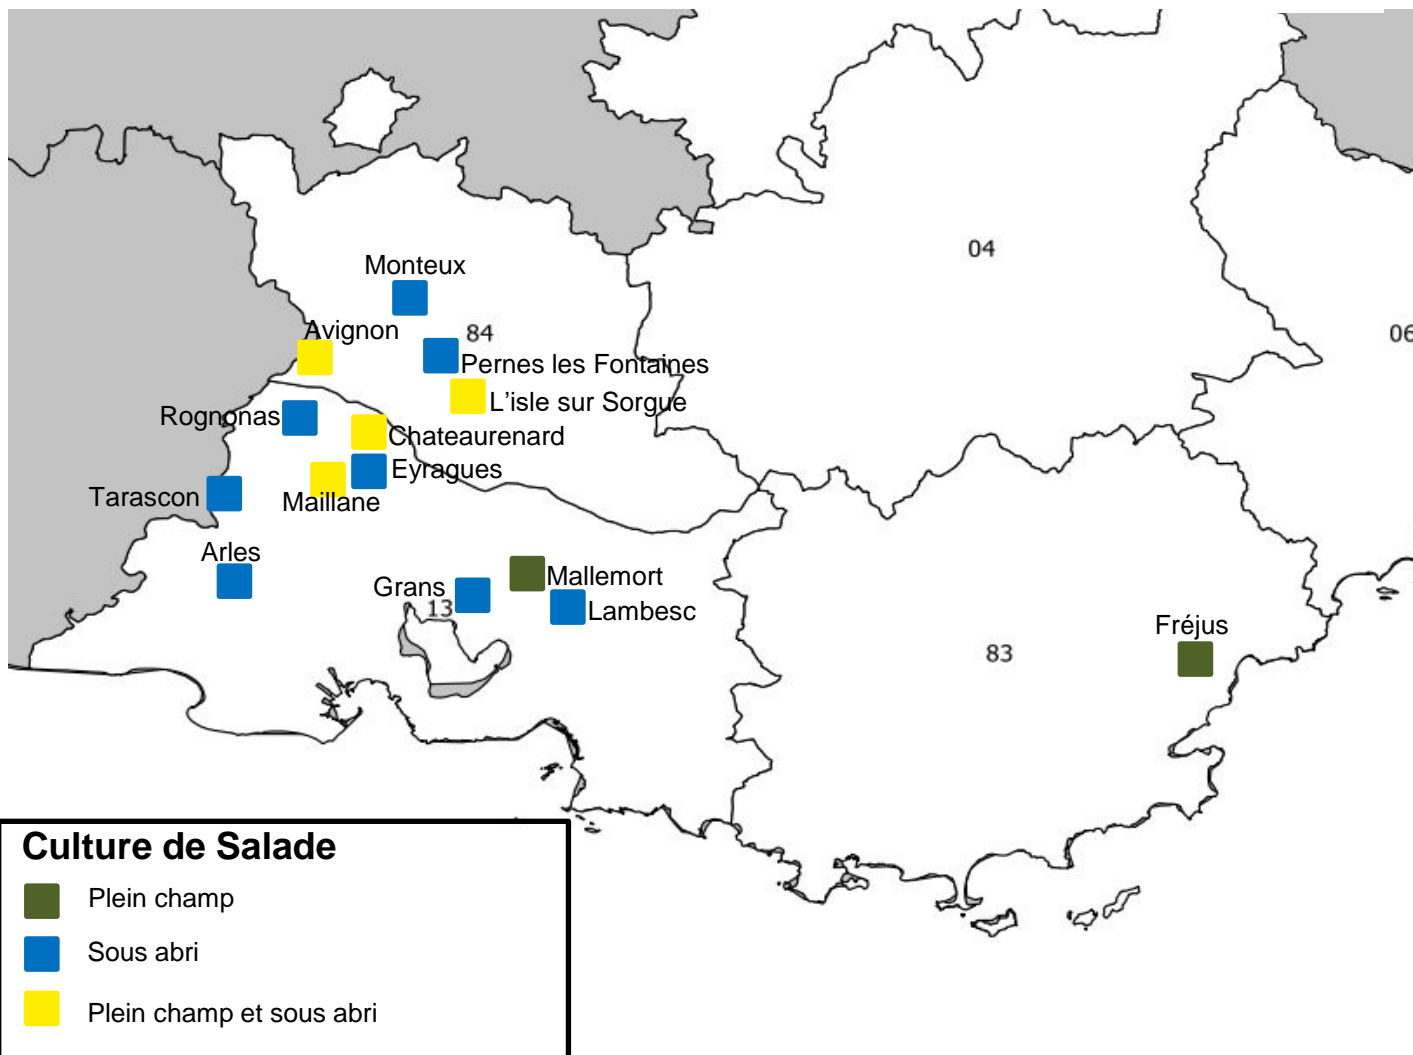 04
Monteux
Avignon
84
06
Pernes les Fontaines
L'isle sur Sorgue
Rognonas
Chateaurenard
Eyragues
Tarascon
Maillane
Arles
Grans
Mallemort
13
Lambesc
Fréjus
83
Culture de Salade
Plein champ
Sous abri
Plein champ et sous abri